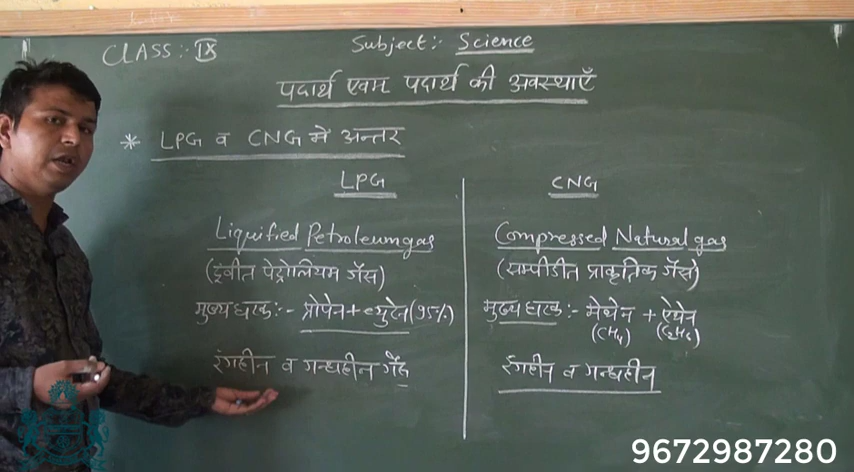 CLASS:- IX
Subject:- Science
पदार्थ एवम पदार्थ की अवस्थाएँ
* LPG व CNG में अन्तर
LPG
Liquified Petroleum gas
(द्रवीत पेट्रोलियम गैस)
मुख्य घटक :- प्रोपेन + ब्युटेन (95%)
रंगहीन व गन्धहीन गैस
CNG
Compressed Natural gas
(सम्पीडीत प्राकृतिक गैस)
मुख्य घटक :- मेथेन + ऐथेन
(CH4) (C2H6)
रंगहीन व गन्धहीन
9672987280